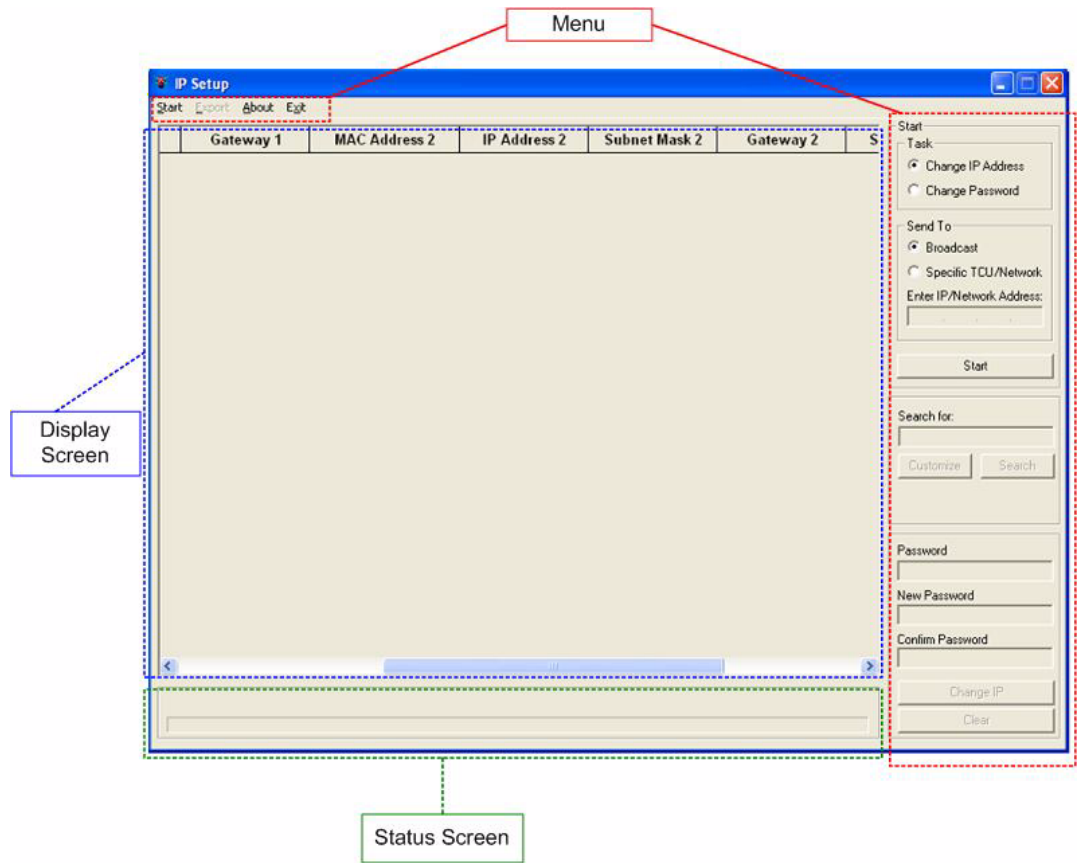 Menu
IP Setup
Start Export About Exit
Gateway 1 MAC Address 2 IP Address 2 Subnet Mask 2 Gateway 2 S
Start
Task
Change IP Address
Change Password
Send To
Broadcast
Specific TCU/Network
Enter IP/Network Address:
Start
Search for:
Customize Search
Password
New Password
Confirm Password
Change IP
Clear
Display
Screen
Status Screen